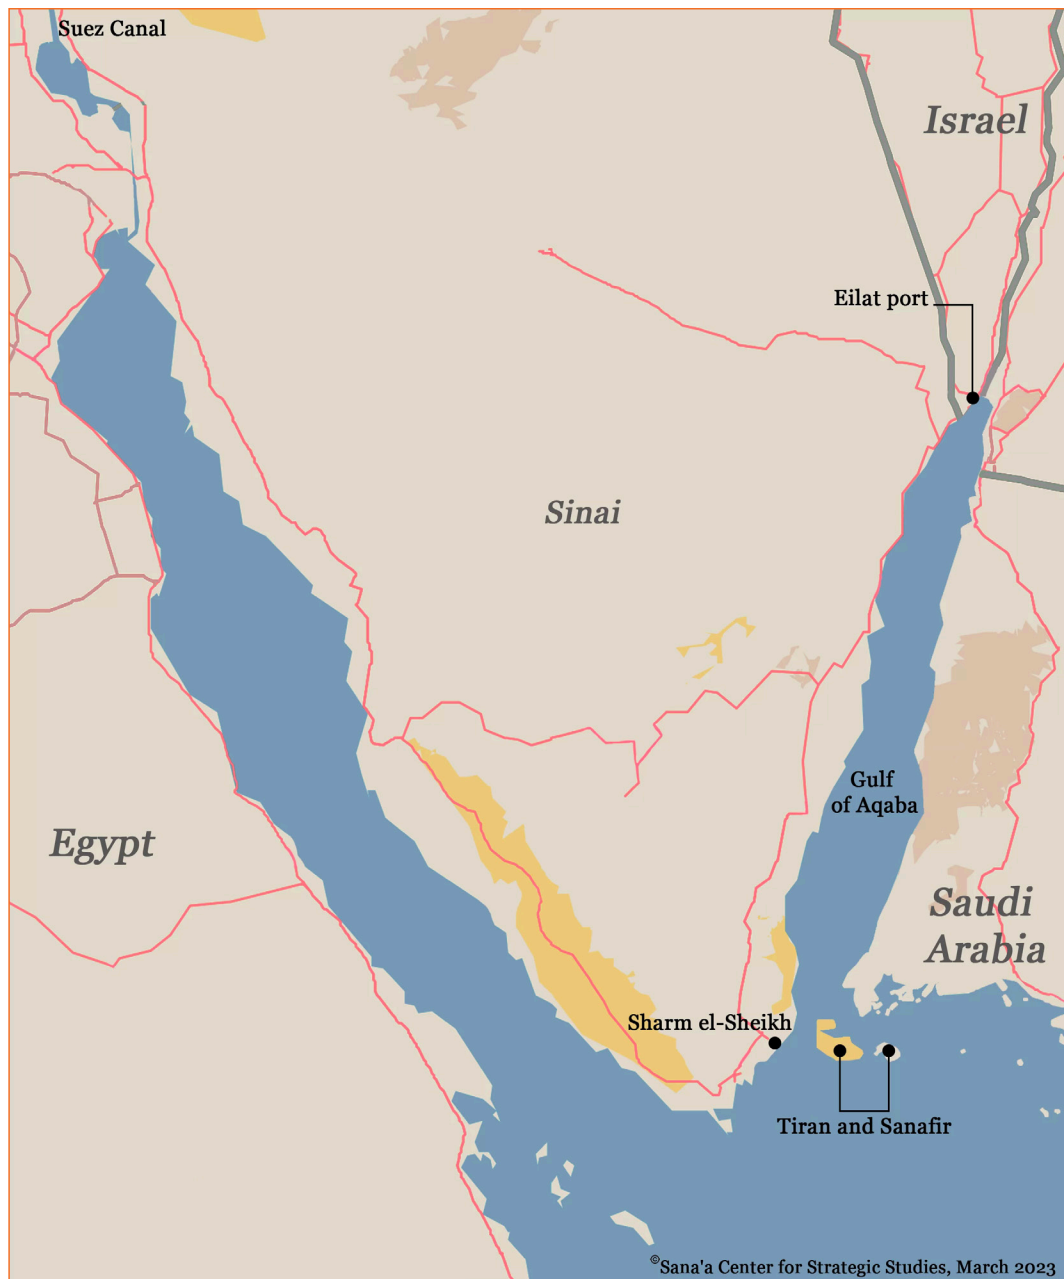 Suez Canal
Israel
Eilat port
Sinai
Gulf
of Aqaba
Egypt
Saudi
Arabia
Sharm el-Sheikh
Tiran and Sanafir
©Sana'a Center for Strategic Studies, March 2023